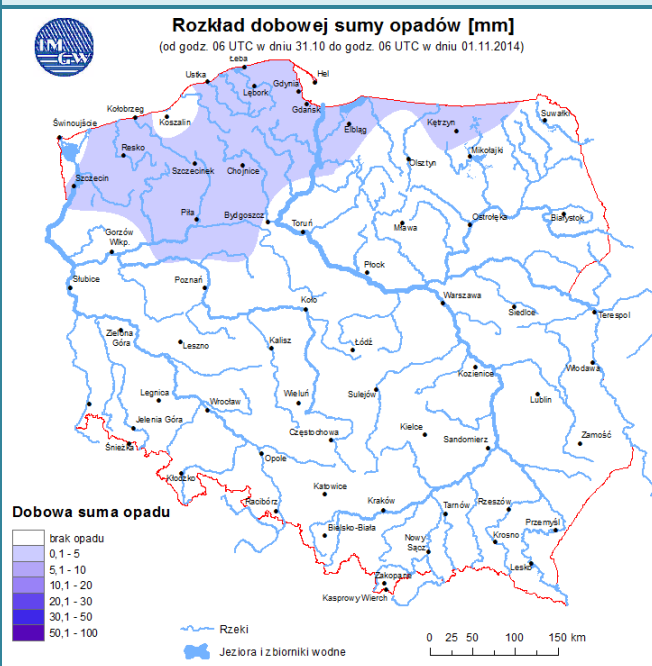 Rozkład dobowej sumy opadów [mm]
(od godz. 06 UTC w dniu 31.10 do godz. 06 UTC w dniu 01.11.2014)
IM
GW
Łeba
Ustka
Hel
Lębork
Gdynia
Gdańsk
Kołobrzeg
Koszalin
Świnoujście
Elbląg
Kętrzyn
Suwałki
Resko
Szczecinek
Chojnice
Olsztyn
Mikołajki
Szczecin
Piła
Bydgoszcz
Toruń
Mława
Ostrołęka
Białystok
Gorzów
Wlkp.
Płock
Słubice
Poznań
Koło
Warszawa
Siedlce
Terespol
Zielona
Góra
Leszno
Kalisz
Łódź
Kozienice
Włodawa
Legnica
Wrocław
Wieluń
Sulejów
Lublin
Jelenia Góra
Częstochowa
Kielce
Sandomierz
Zamość
Śnieżka
Opole
Kłodzko
Katowice
Racibórz
Kraków
Tarnów
Rzeszów
Przemyśl
Bielsko-Biała
Nowy
Sącz
Krosno
Lesko
Zakopane
Kasprowy Wierch
Dobowa suma opadu
brak opadu
0,1 - 5
5,1 - 10
10,1 - 20
20,1 - 30
30,1 - 50
50,1 - 100
Rzeki
Jeziora i zbiorniki wodne
0 25 50 100 150 km